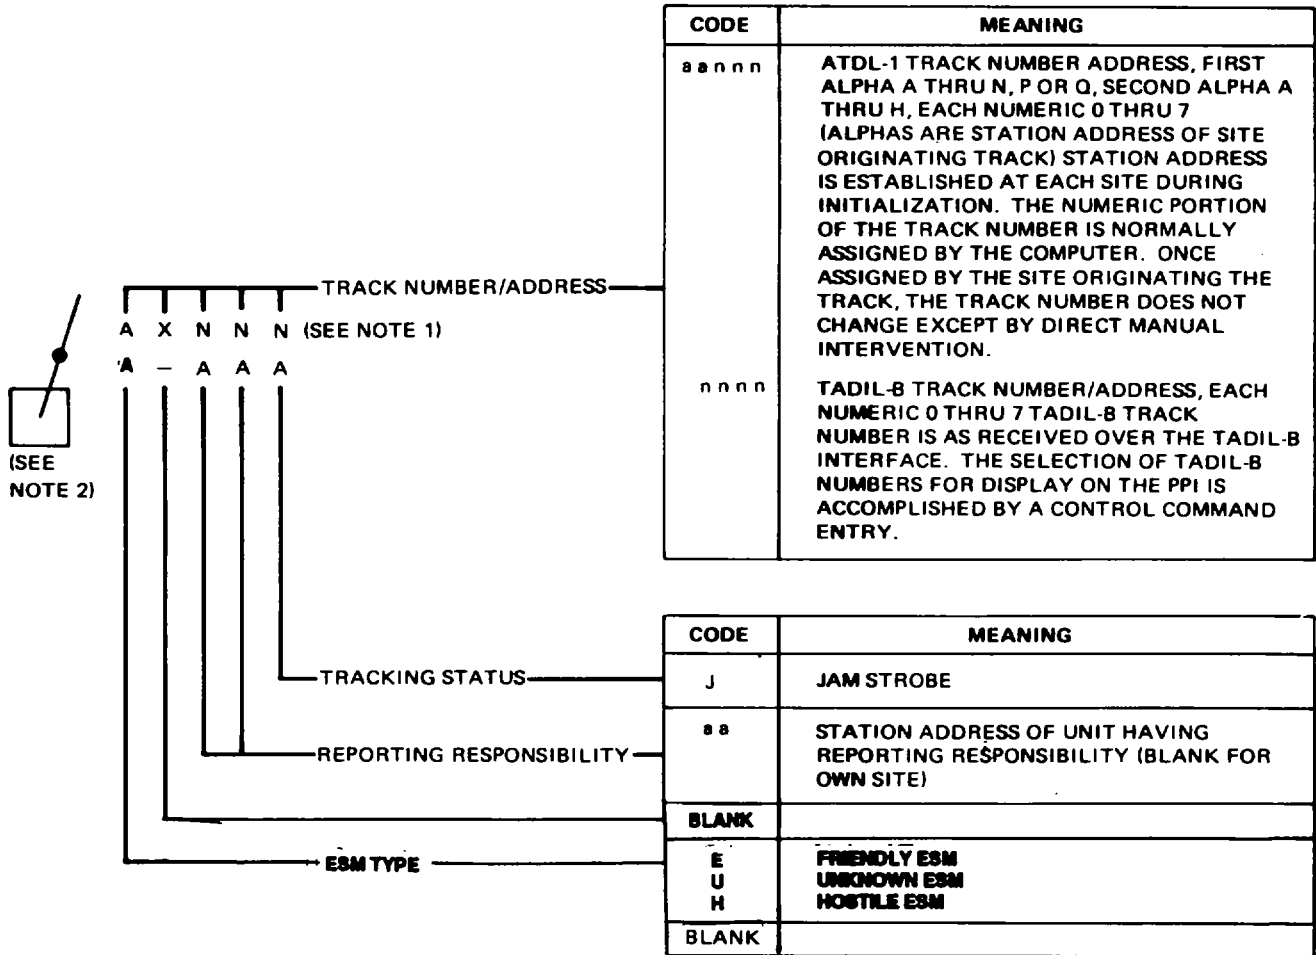 CODE MEANING
a a n n n ATDL-1 TRACK NUMBER ADDRESS, FIRST
ALPHA A THRU N, P OR Q, SECOND ALPHA A
THRU H, EACH NUMERIC 0 THRU 7
(ALPHAS ARE STATION ADDRESS OF SITE
ORIGINATING TRACK) STATION ADDRESS
IS ESTABLISHED AT EACH SITE DURING
INITIALIZATION. THE NUMERIC PORTION
OF THE TRACK NUMBER IS NORMALLY
ASSIGNED BY THE COMPUTER. ONCE
ASSIGNED BY THE SITE ORIGINATING THE
TRACK, THE TRACK NUMBER DOES NOT
CHANGE EXCEPT BY DIRECT MANUAL
INTERVENTION.
n n n n TADIL-B TRACK NUMBER/ADDRESS, EACH
NUMERIC 0 THRU 7 TADIL-B TRACK
NUMBER IS AS RECEIVED OVER THE TADIL-B
INTERFACE. THE SELECTION OF TADIL-B
NUMBERS FOR DISPLAY ON THE PPI IS
ACCOMPLISHED BY A CONTROL COMMAND
ENTRY.
TRACK NUMBER/ADDRESS
A X N N N (SEE NOTE 1)
A – A A A
(SEE
NOTE 2)
CODE MEANING
TRACKING STATUS J JAM STROBE
REPORTING RESPONSIBILITY a a STATION ADDRESS OF UNIT HAVING
REPORTING RESPONSIBILITY (BLANK FOR
OWN SITE)
BLANK
ESM TYPE E FRIENDLY ESM
U UNKNOWN ESM
H HOSTILE ESM
BLANK